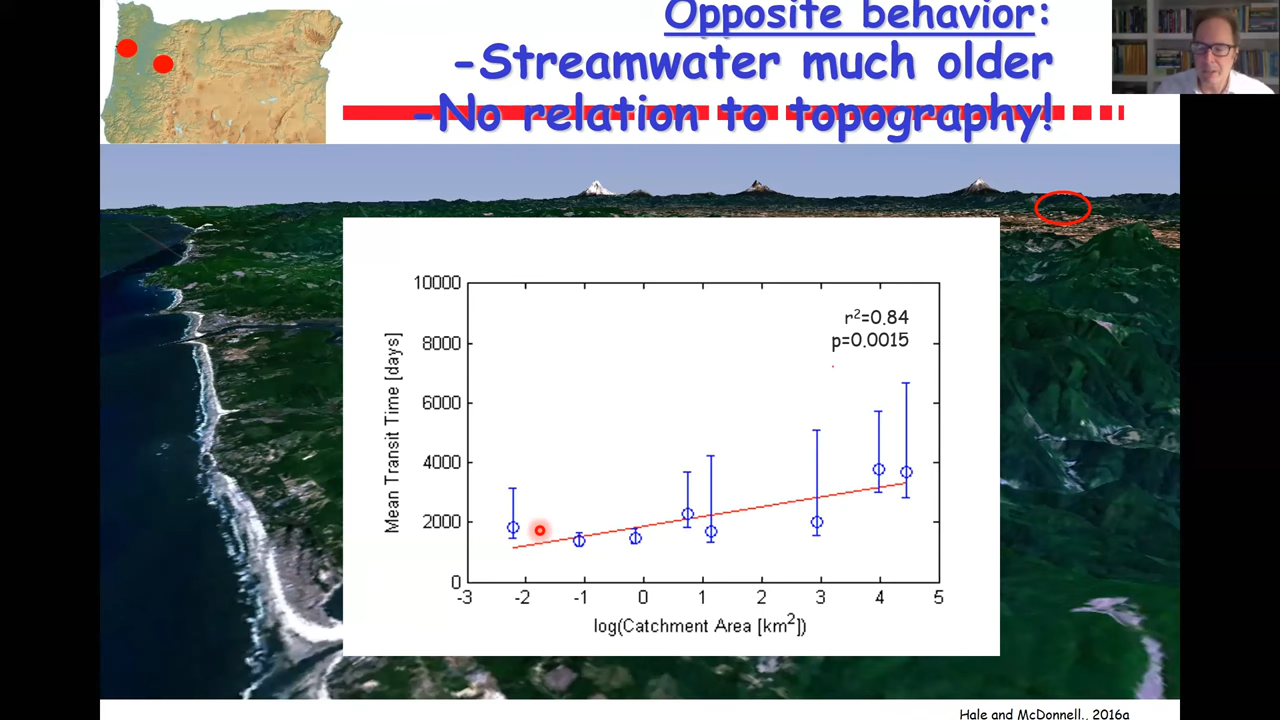 Opposite behavior:
-Streamwater much older
-No relation to topography!
r²=0.84
p=0.0015
10000
8000
6000
4000
2000
0
Mean Transit Time [days]
-3 -2 -1 0 1 2 3 4 5
log(Catchment Area [km²])
Hale and McDonnell., 2016a